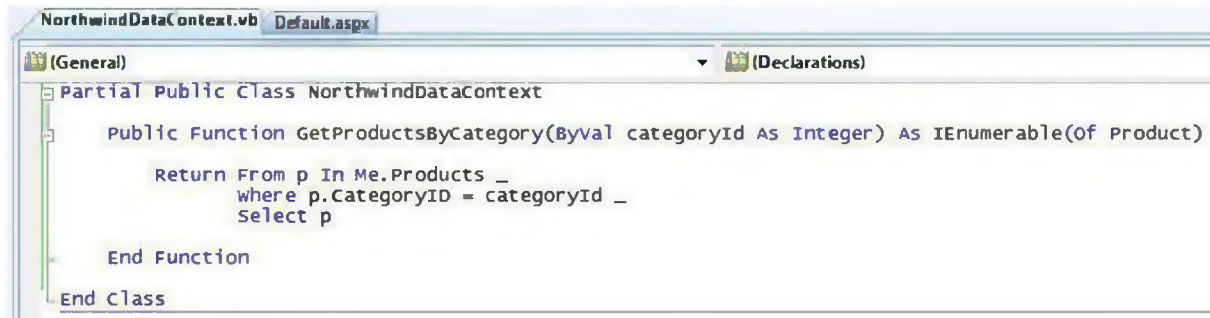 NorthwindDataContext.vb Default.aspx
(General) (Declarations)
Partial Public Class NorthwindDataContext
Public Function GetProductsByCategory(ByVal categoryId As Integer) As IEnumerable(Of Product)
Return From p In Me.Products _
Where p.CategoryID = categoryId _
Select p
End Function
End Class